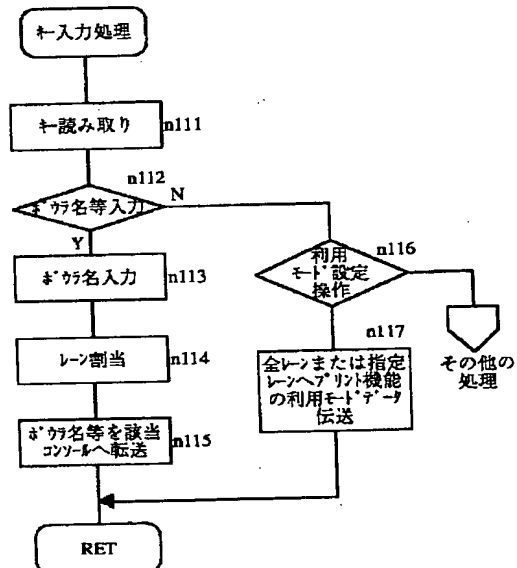 キー入力処理
キー読み取り
n111
n112
ボウラ名等入力
N
Y
ボウラ名入力
n113
レーン割当
n114
ボウラ名等を該当
コンソールへ転送
n115
RET
利用
モード設定
操作
n116
n117
全レーンまたは指定
レーンへプリント機能
の利用モードデータ
伝送
その他の
処理